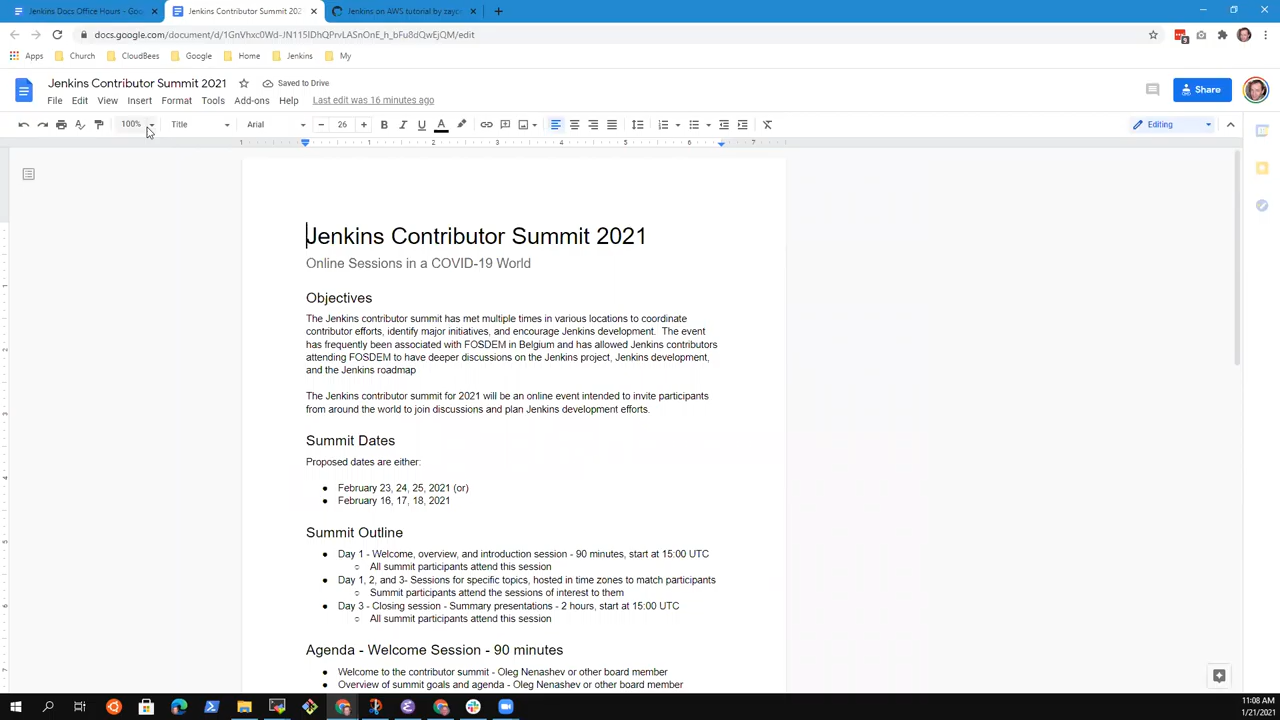 Jenkins Docs Office Hours - Goo
Jenkins Contributor Summit 202
Jenkins on AWS tutorial by zayc
docs.google.com/document/d/1GnVhxc0Wd-JN115IDhQPrvLASnOnE_h_bFu8dQwEjQM/edit
Apps Church CloudBees Google Home Jenkins My
Jenkins Contributor Summit 2021 Saved to Drive
File Edit View Insert Format Tools Add-ons Help Last edit was 16 minutes ago
Share
100% Title Arial 26 Editing
1 1 2 3 4 5 6 7
Jenkins Contributor Summit 2021
Online Sessions in a COVID-19 World
Objectives
The Jenkins contributor summit has met multiple times in various locations to coordinate
contributor efforts, identify major initiatives, and encourage Jenkins development. The event
has frequently been associated with FOSDEM in Belgium and has allowed Jenkins contributors
attending FOSDEM to have deeper discussions on the Jenkins project, Jenkins development,
and the Jenkins roadmap
The Jenkins contributor summit for 2021 will be an online event intended to invite participants
from around the world to join discussions and plan Jenkins development efforts.
Summit Dates
Proposed dates are either:
● February 23, 24, 25, 2021 (or)
● February 16, 17, 18, 2021
Summit Outline
● Day 1 - Welcome, overview, and introduction session - 90 minutes, start at 15:00 UTC
○ All summit participants attend this session
● Day 1, 2, and 3- Sessions for specific topics, hosted in time zones to match participants
○ Summit participants attend the sessions of interest to them
● Day 3 - Closing session - Summary presentations - 2 hours, start at 15:00 UTC
○ All summit participants attend this session
Agenda - Welcome Session - 90 minutes
● Welcome to the contributor summit - Oleg Nenashev or other board member
● Overview of summit goals and agenda - Oleg Nenashev or other board member
11:08 AM
1/21/2021